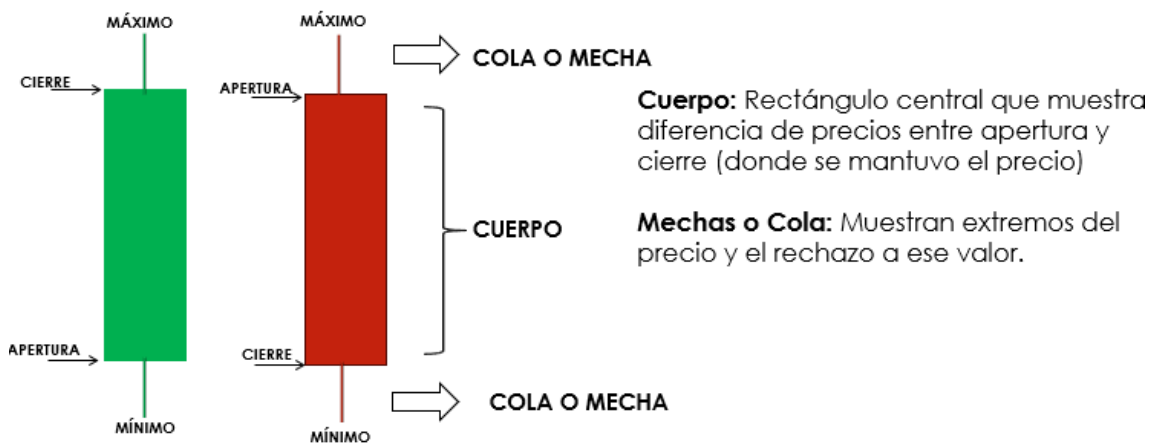 MÁXIMO
MÁXIMO
COLA O MECHA
CIERRE
APERTURA
Cuerpo: Rectángulo central que muestra
diferencia de precios entre apertura y
cierre (donde se mantuvo el precio)
CUERPO
Mechas o Cola: Muestran extremos del
precio y el rechazo a ese valor.
APERTURA
CIERRE
COLA O MECHA
MÍNIMO
MÍNIMO